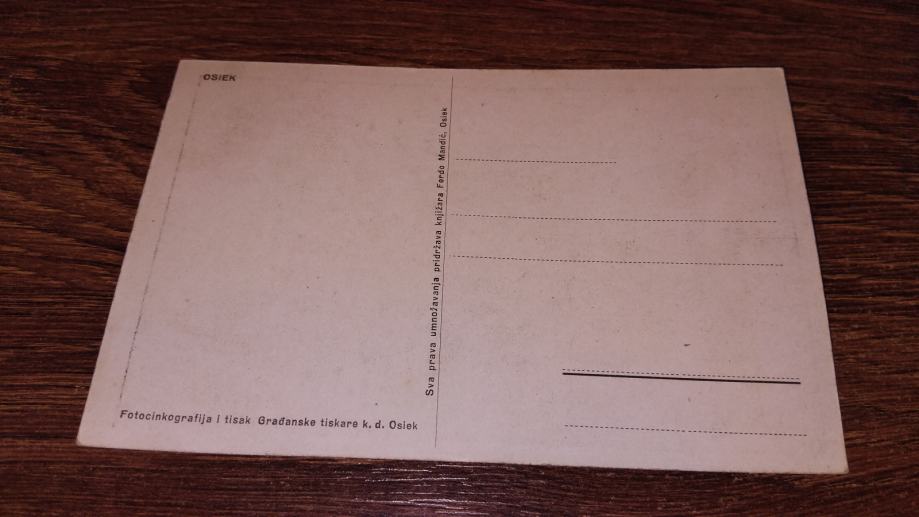 OSIEK
Sva prava umnožavanja pridržava knjižara Ferdo Mandić, Osiek
Fotocinkografija i tisak Građanske tiskare k. d. Osiek